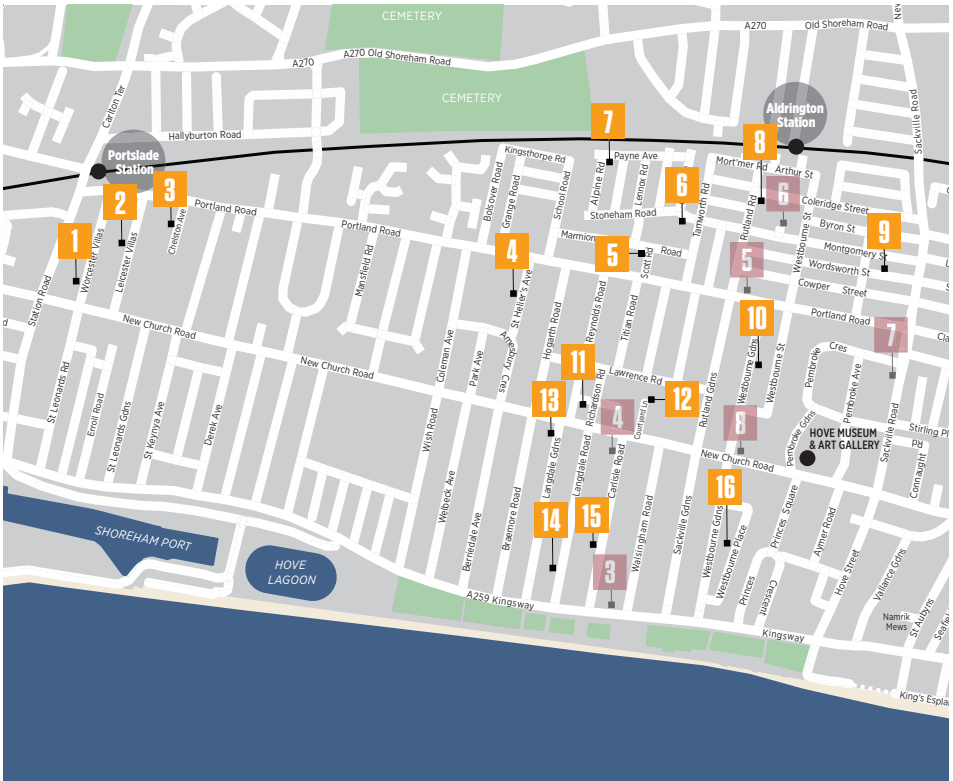 CEMETERY
A270
Old Shoreham Road
A270
A270 Old Shoreham Road
CEMETERY
Carlton Ter
Sackville Road
Hallyburton Road
Aldrington
Station
Portslade
Station
7
8
Kingsthorpe Rd
Payne Ave
Mort'mer Rd
Arthur St
1
2
3
4
5
6
6
9
Bolsover Road
Grange Road
School Road
Alpine Rd
Lennox Rd
Tamworth Rd
Rutland Rd
Westbourne St
Coleridge Street
Byron St
Montgomery St
Wordsworth St
Cowper Street
Portland Road
Portland Road
Portland Road
Stoneham Road
Marmion Road
Scott Rd
5
Worcester Villas
Leicester Villas
Chelston Ave
Mansfield Rd
Station Road
New Church Road
New Church Road
St Helier's Ave
Hogarth Road
Reynolds Road
Titian Road
Coleman Ave
Park Ave
Amesbury Cres
10
7
11
12
13
4
8
Lawrence Rd
Richardson Rd
Courtyard Ln
Rutland Gdns
Westbourne Gdns
Westbourne St
Pembroke
Cres
Pembroke Ave
Pembroke Gdns
Sackville Road
Stirling Pl
Connaught
HOVE MUSEUM
& ART GALLERY
St Leonards Rd
Erroll Road
St Leonards Gdns
St Keyna Ave
Derek Ave
Wish Road
Welbeck Ave
Berriedale Ave
Braemore Road
Langdale Gdns
Langdale Road
Carlisle Road
Walsingham Road
Sackville Gdns
New Church Road
16
14
15
3
Westbourne Gdns
Westbourne Place
Princes Square
Princes
Crescent
Aymer Road
Hove Street
Vallance Gdns
Namrik
Mews
St Aubyns
SHOREHAM PORT
HOVE
LAGOON
A259 Kingsway
Kingsway
King's Espla